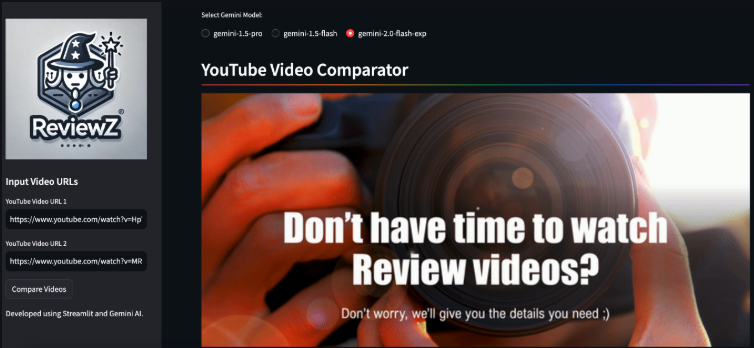 ReviewZ®
Input Video URLs
YouTube Video URL 1
https://www.youtube.com/watch?v=Hp
YouTube Video URL 2
https://www.youtube.com/watch?v=MR
Compare Videos
Developed using Streamlit and Gemini AI.
Select Gemini Model:
gemini-1.5-pro gemini-1.5-flash gemini-2.0-flash-exp
YouTube Video Comparator
Don't have time to watch
Review videos?
Don't worry, we'll give you the details you need ;)